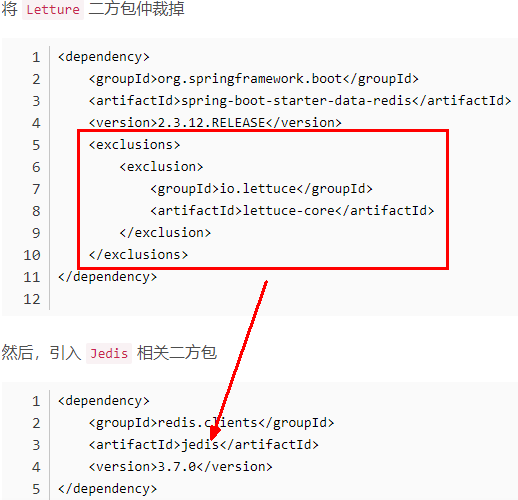 将 Letture 二方包仲裁掉
1 <dependency>
2 <groupId>org.springframework.boot</groupId>
3 <artifactId>spring-boot-starter-data-redis</artifactId>
4 <version>2.3.12.RELEASE</version>
5 <exclusions>
6 <exclusion>
7 <groupId>io.lettuce</groupId>
8 <artifactId>lettuce-core</artifactId>
9 </exclusion>
10 </exclusions>
11 </dependency>
12
然后，引入 Jedis 相关二方包
1 <dependency>
2 <groupId>redis.clients</groupId>
3 <artifactId>jedis</artifactId>
4 <version>3.7.0</version>
5 </dependency>